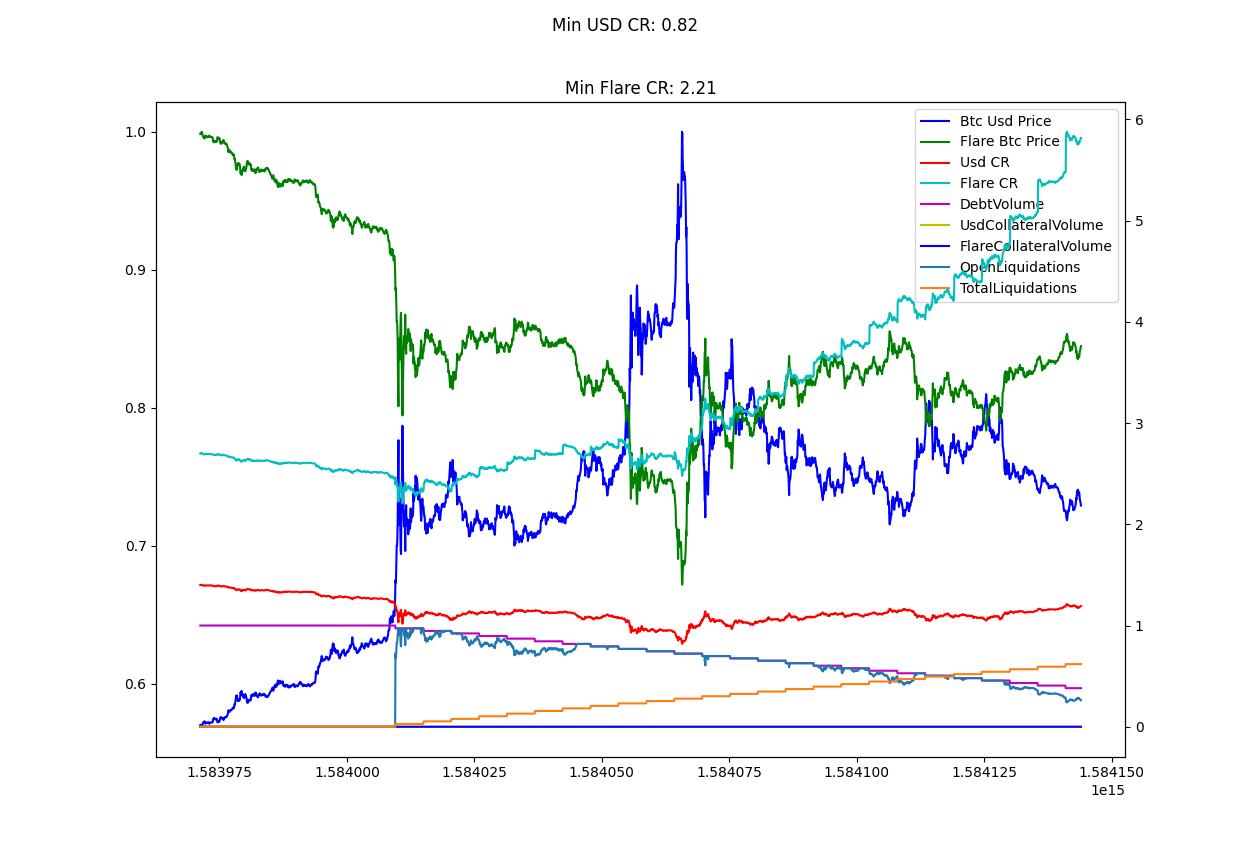 Min USD CR: 0.82
Min Flare CR: 2.21
Btc Usd Price
Flare Btc Price
Usd CR
Flare CR
DebtVolume
UsdCollateralVolume
FlareCollateralVolume
OpenLiquidations
TotalLiquidations
1.0
0.9
0.8
0.7
0.6
6
5
4
3
2
1
0
1.583975 1.584000 1.584025 1.584050 1.584075 1.584100 1.584125 1.584150
1e15